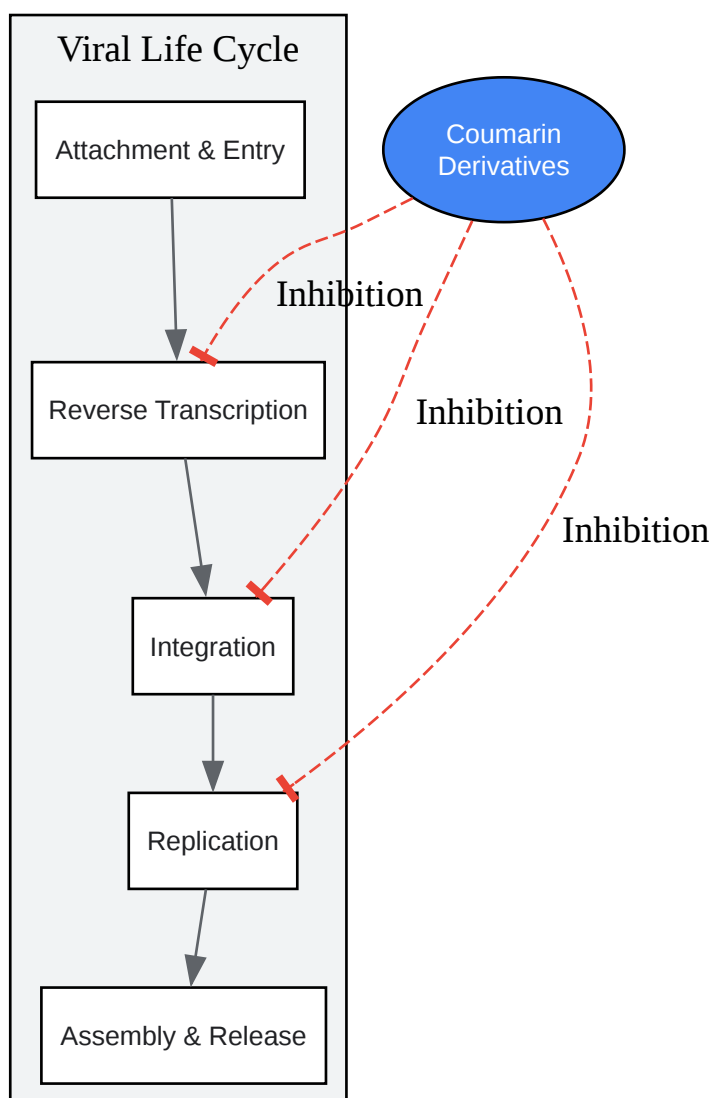 Viral Life Cycle
Attachment & Entry
Coumarin
Derivatives
Inhibition
Reverse Transcription
Inhibition
Inhibition
Integration
Replication
Assembly & Release